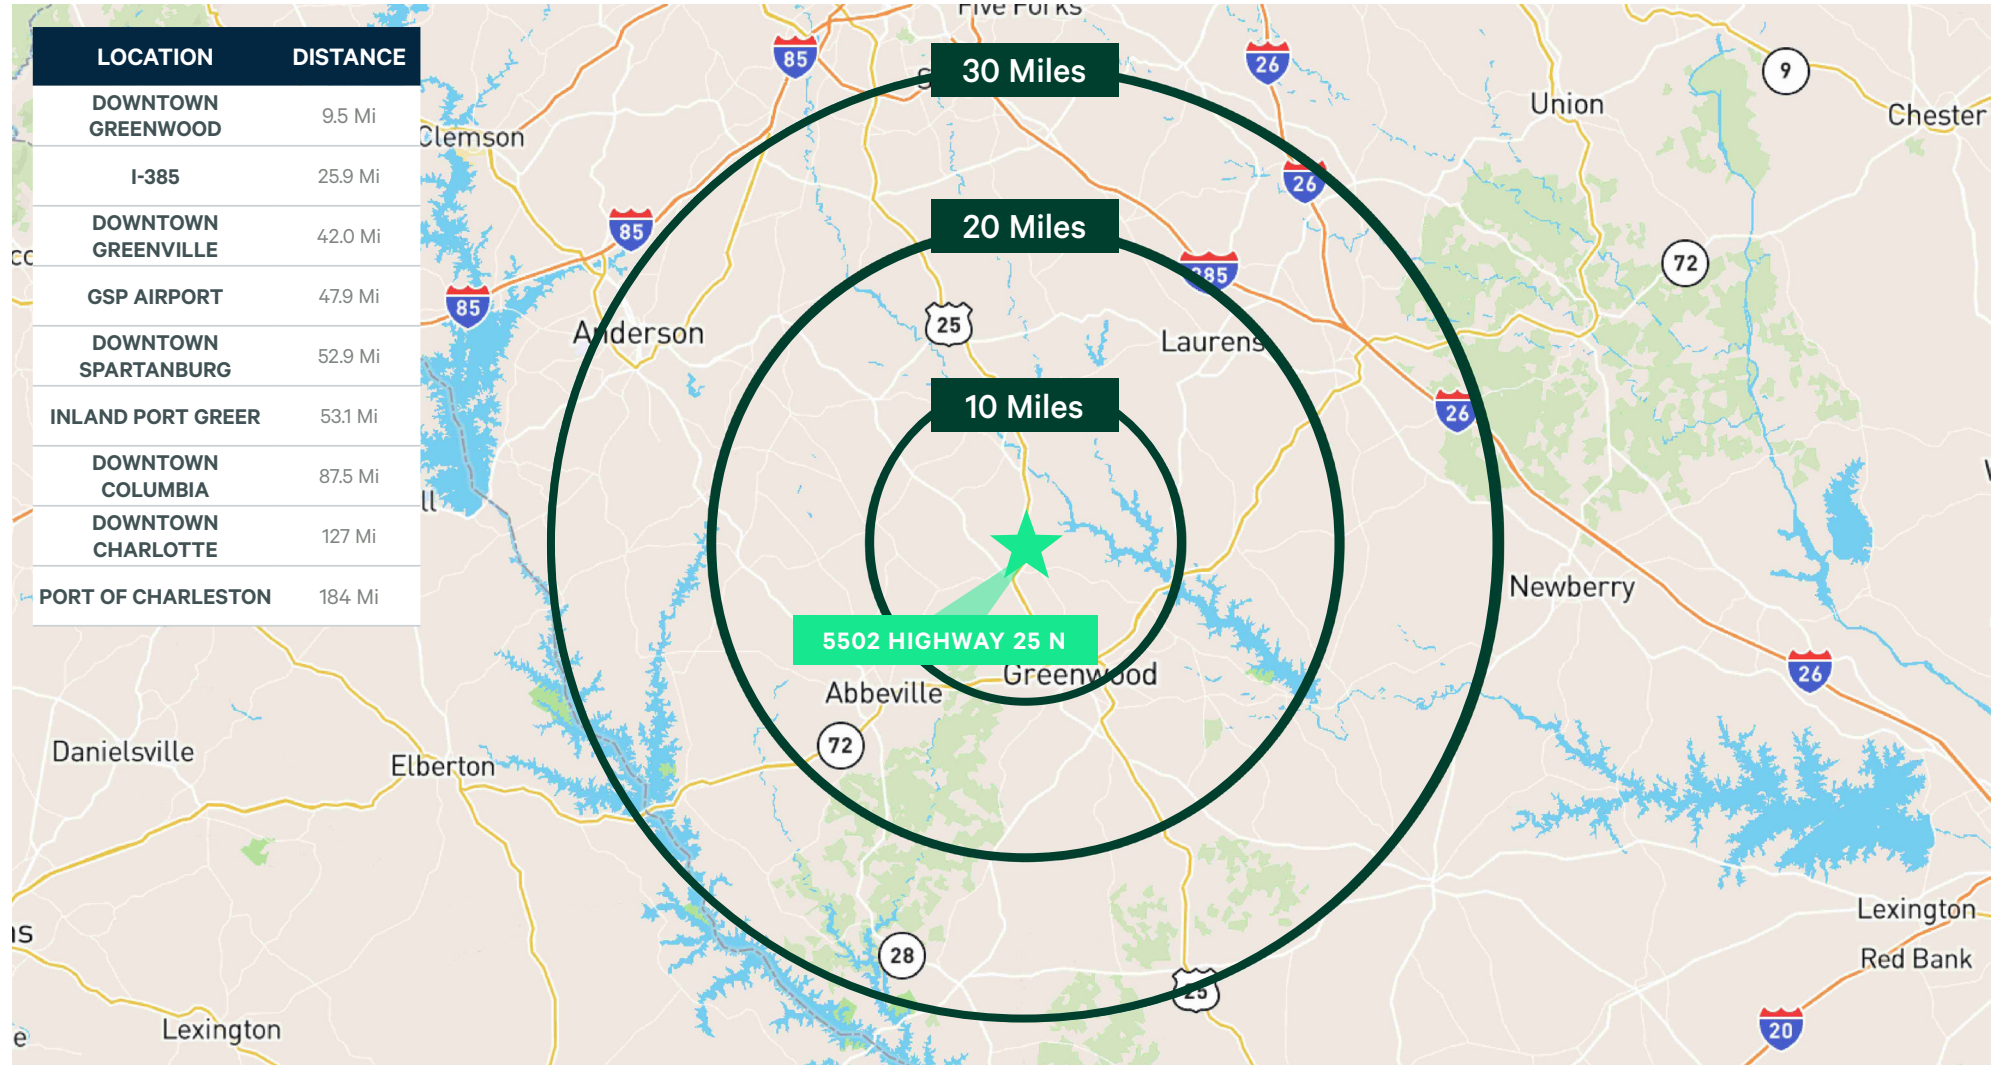 LOCATION DISTANCE
DOWNTOWN
GREENWOOD
9.5 Mi
I-385 25.9 Mi
DOWNTOWN
GREENVILLE
42.0 Mi
GSP AIRPORT 47.9 Mi
DOWNTOWN
SPARTANBURG
52.9 Mi
INLAND PORT GREER 53.1 Mi
DOWNTOWN
COLUMBIA
87.5 Mi
DOWNTOWN
CHARLOTTE
127 Mi
PORT OF CHARLESTON 184 Mi
Five Forks
85
30 Miles
26
9
Union
Chester
Clemson
26
85
20 Miles
72
385
85
25
Anderson
Laurens
10 Miles
26
ll
Newberry
5502 HIGHWAY 25 N
Greenwood
26
Abbeville
72
Danielsville
Elberton
Lexington
ns
28
Red Bank
25
Lexington
20
e